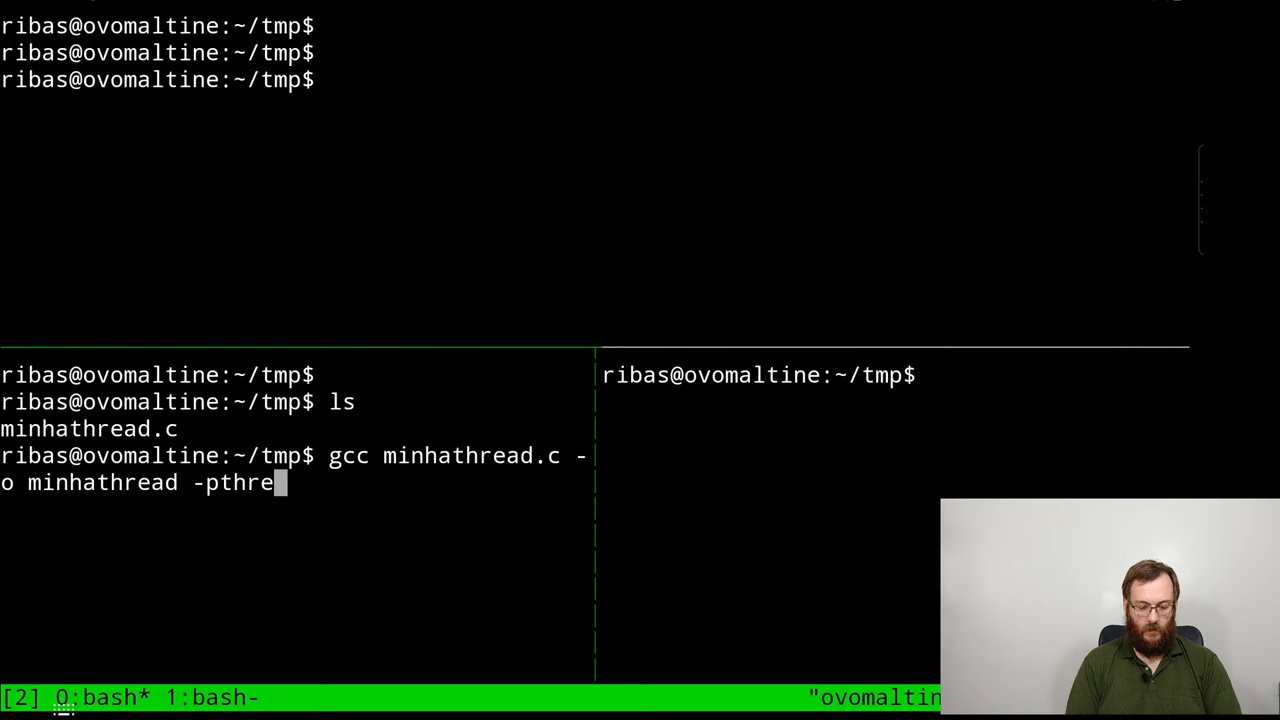 ribas@ovomaltine:~/tmp$
ribas@ovomaltine:~/tmp$
ribas@ovomaltine:~/tmp$
ribas@ovomaltine:~/tmp$
ribas@ovomaltine:~/tmp$ ls
minhathread.c
ribas@ovomaltine:~/tmp$ gcc minhathread.c -
o minhathread -pthre
ribas@ovomaltine:~/tmp$
[2] 0:bash* 1:bash- "ovomaltin